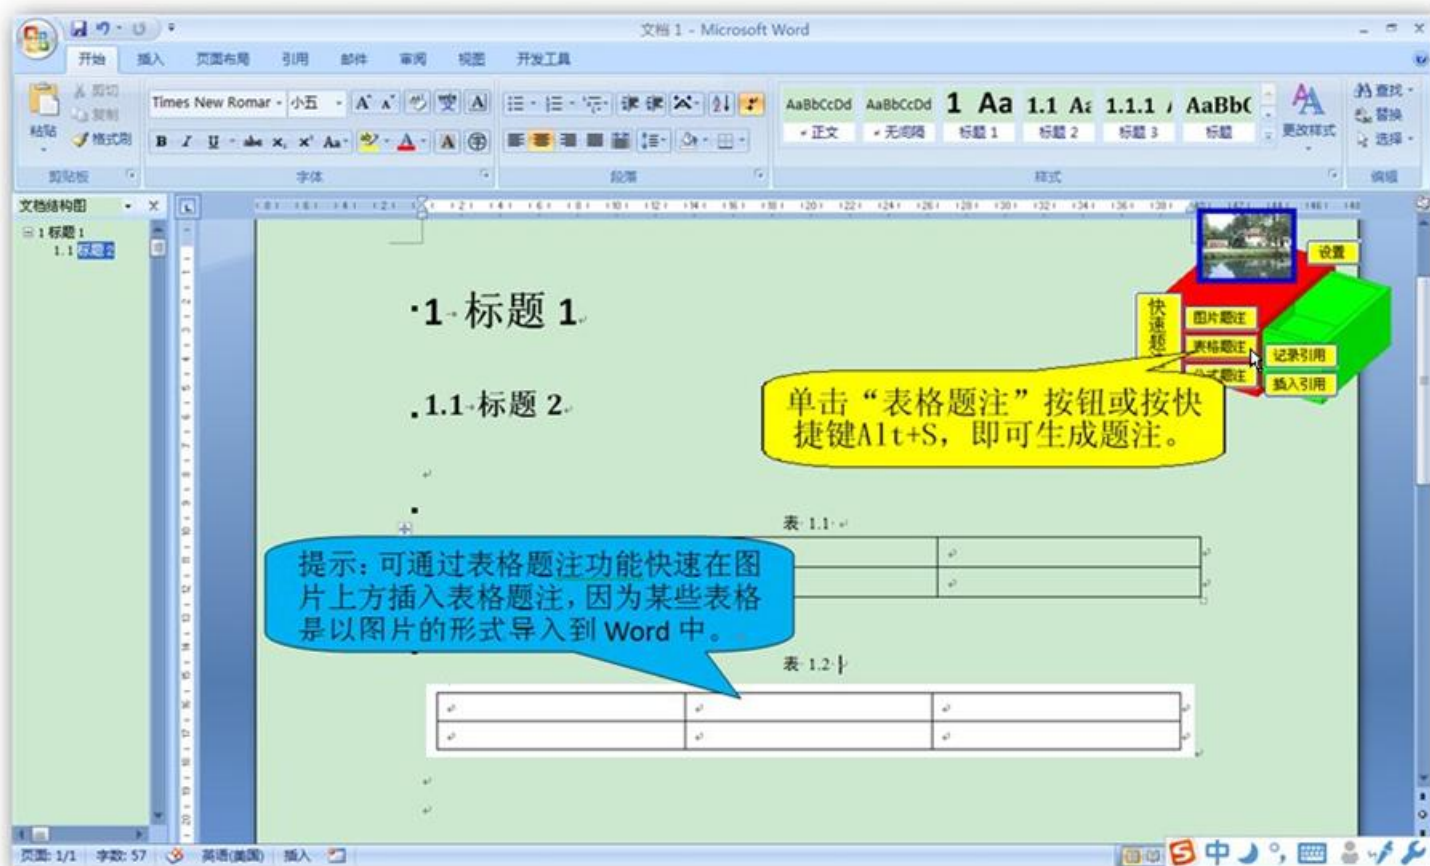 文档 1 - Microsoft Word
开始 插入 页面布局 引用 邮件 审阅 视图 开发工具
剪切
复制
粘贴 格式刷
Times New Romar 小五
AaBbCcDd AaBbCcDd 1 Aa 1.1 Aa 1.1.1 AaBbC
正文 无间隔 标题 1 标题 2 标题 3 标题
更改样式
查找
替换
选择
剪贴板 字体 段落 样式 编辑
文档结构图
1 标题 1
1.1 标题 2
设置
快速题注
图片题注
表格题注
公式题注
记录引用
插入引用
1 标题 1
1.1 标题 2
单击“表格题注”按钮或按快
捷键Alt+S，即可生成题注。
表 1.1
提示：可通过表格题注功能快速在图
片上方插入表格题注，因为某些表格
是以图片的形式导入到 Word 中。
表 1.2
页面: 1/1 字数: 57 英语(美国) 插入
中